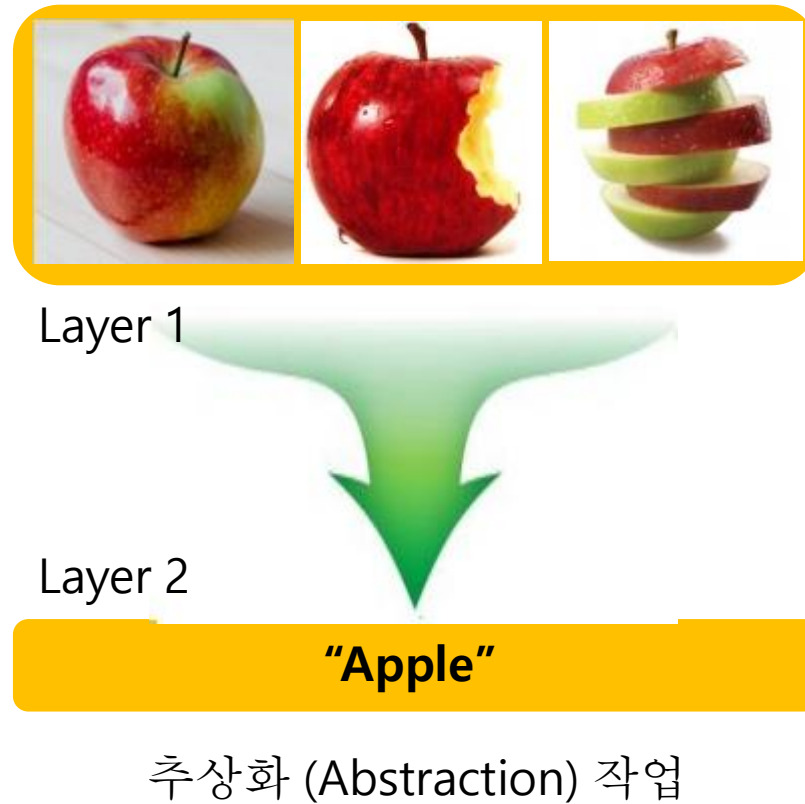 Layer 1
Layer 2
“Apple”
추상화 (Abstraction) 작업